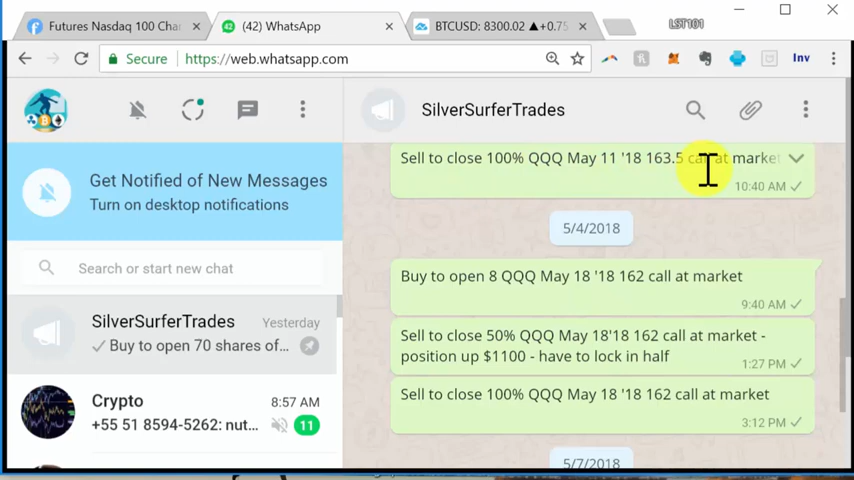 Futures Nasdaq 100 Cha
(42) WhatsApp
BTCUSD: 8300.02 ▲+0.75
LST101
Secure
https://web.whatsapp.com
Inv
SilverSurferTrades
Get Notified of New Messages
Turn on desktop notifications
Search or start new chat
SilverSurferTrades
Yesterday
Buy to open 70 shares of...
Crypto
8:57 AM
+55 51 8594-5262: nut...
11
Sell to close 100% QQQ May 11 '18 163.5 call at market
10:40 AM
5/4/2018
Buy to open 8 QQQ May 18 '18 162 call at market
9:40 AM
Sell to close 50% QQQ May 18'18 162 call at market -
position up $1100 - have to lock in half
1:27 PM
Sell to close 100% QQQ May 18 '18 162 call at market
3:12 PM
5/7/2018